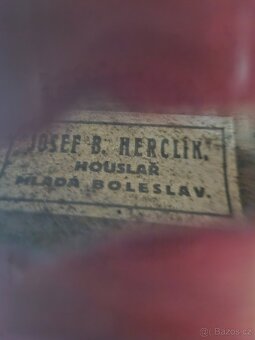 JOSEF B. HERCLÍK,
HOUSLAŘ
MLADÁ BOLESLAV.
Bazos.cz